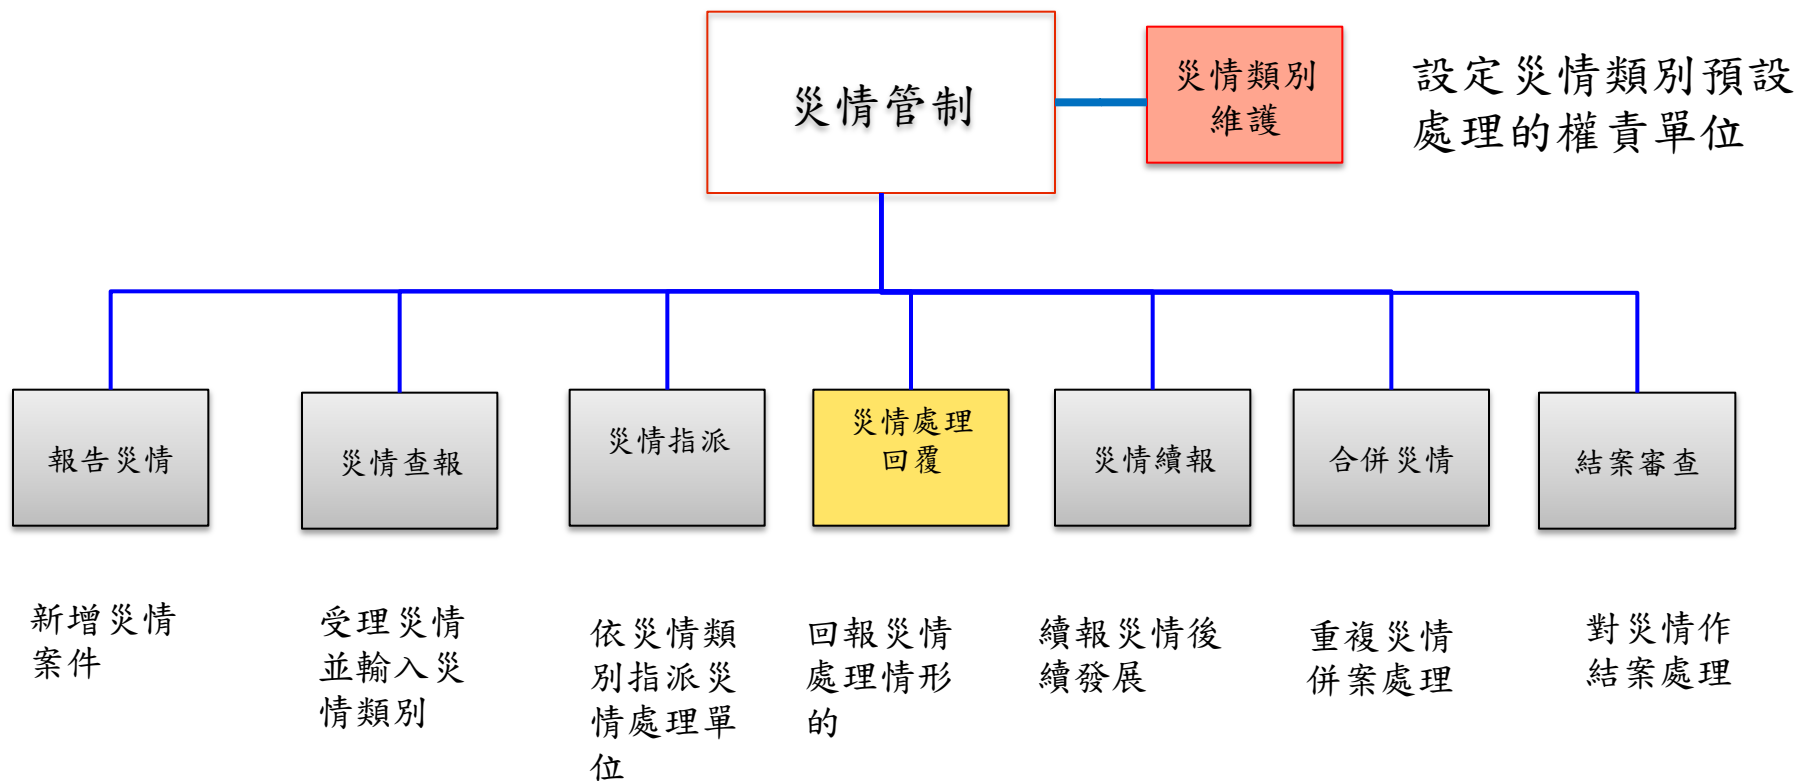 災情管制
災情類別
維護
設定災情類別預設
處理的權責單位
報告災情
災情查報
災情指派
災情處理
回覆
災情續報
合併災情
結案審查
新增災情
案件
受理災情
並輸入災
情類別
依災情類
別指派災
情處理單
位
回報災情
處理情形
的
續報災情後
續發展
重複災情
併案處理
對災情作
結案處理